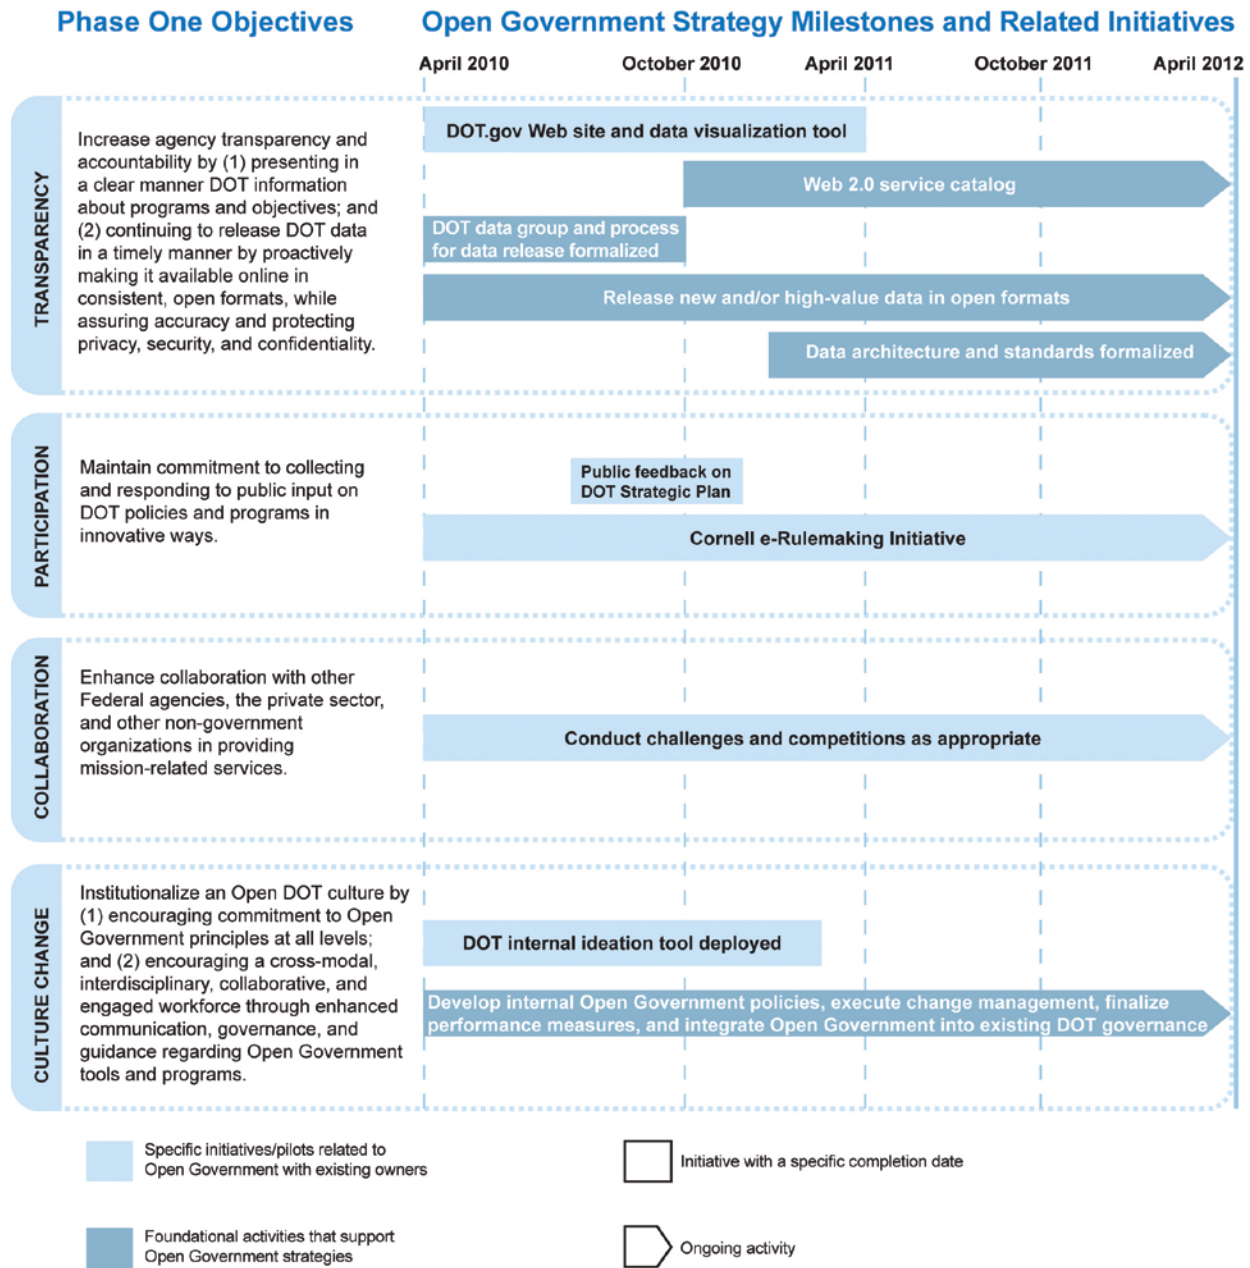 Phase One Objectives
Open Government Strategy Milestones and Related Initiatives
April 2010
October 2010
April 2011
October 2011
April 2012
TRANSPARENCY
Increase agency transparency and
accountability by (1) presenting in
a clear manner DOT information
about programs and objectives; and
(2) continuing to release DOT data
in a timely manner by proactively
making it available online in
consistent, open formats, while
assuring accuracy and protecting
privacy, security, and confidentiality.
DOT.gov Web site and data visualization tool
Web 2.0 service catalog
DOT data group and process
for data release formalized
Release new and/or high-value data in open formats
Data architecture and standards formalized
PARTICIPATION
Maintain commitment to collecting
and responding to public input on
DOT policies and programs in
innovative ways.
Public feedback on
DOT Strategic Plan
Cornell e-Rulemaking Initiative
COLLABORATION
Enhance collaboration with other
Federal agencies, the private sector,
and other non-government
organizations in providing
mission-related services.
Conduct challenges and competitions as appropriate
CULTURE CHANGE
Institutionalize an Open DOT culture by
(1) encouraging commitment to Open
Government principles at all levels;
and (2) encouraging a cross-modal,
interdisciplinary, collaborative, and
engaged workforce through enhanced
communication, governance, and
guidance regarding Open Government
tools and programs.
DOT internal ideation tool deployed
Develop internal Open Government policies, execute change management, finalize
performance measures, and integrate Open Government into existing DOT governance
Specific initiatives/pilots related to
Open Government with existing owners
Initiative with a specific completion date
Foundational activities that support
Open Government strategies
Ongoing activity